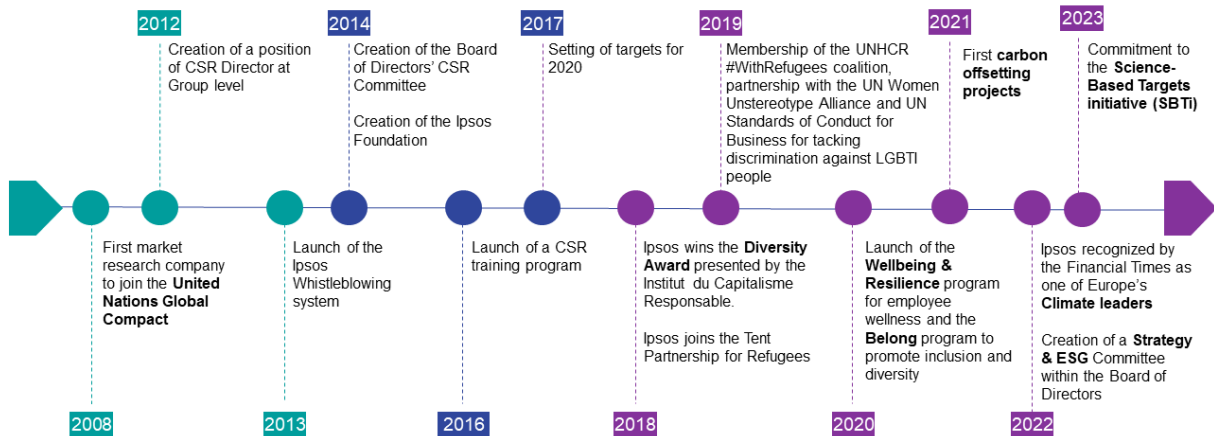 2012
Creation of a position
of CSR Director at
Group level
2014
Creation of the Board
of Directors' CSR
Committee
Creation of the Ipsos
Foundation
2017
Setting of targets for
2020
2019
Membership of the UNHCR
#WithRefugees coalition,
partnership with the UN Women
Unstereotype Alliance and UN
Standards of Conduct for
Business for tacking
discrimination against LGBTI
people
2021
First carbon
offsetting
projects
2023
Commitment to
the Science-
Based Targets
initiative (SBTi)
First market
research company
to join the United
Nations Global
Compact
2008
Launch of the
Ipsos
Whistleblowing
system
2013
Launch of a CSR
training program
2016
Ipsos wins the Diversity
Award presented by the
Institut du Capitalisme
Responsable.
Ipsos joins the Tent
Partnership for Refugees
2018
Launch of the
Wellbeing &
Resilience program
for employee
wellness and the
Belong program to
promote inclusion and
diversity
2020
Ipsos recognized by
the Financial Times as
one of Europe's
Climate leaders
Creation of a Strategy
& ESG Committee
within the Board of
Directors
2022